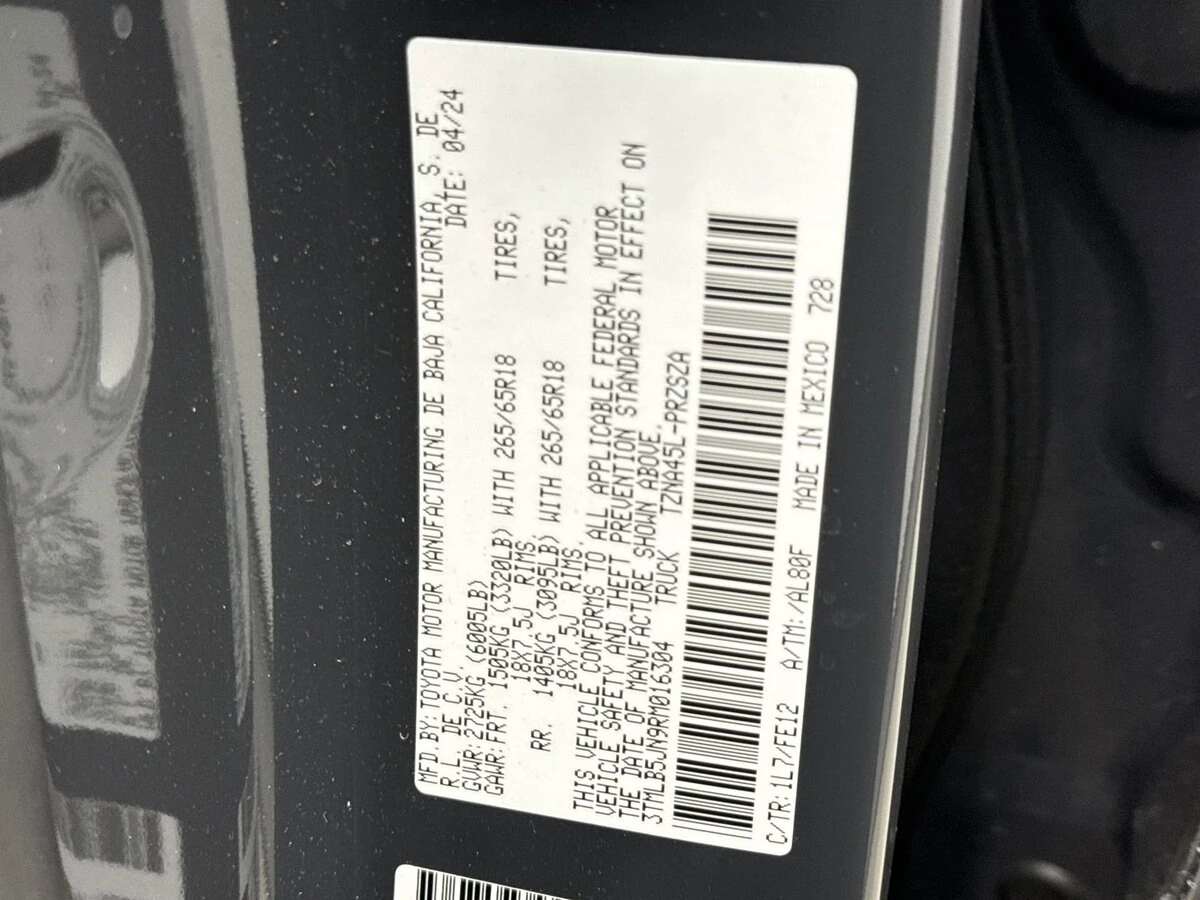 MFD.BY:TOYOTA MOTOR MANUFACTURING DE BAJA CALIFORNIA, S. DE
R.L. DE C.V. DATE: 04/24
GVWR:2725KG (6005LB)
GAWR:FRT. 1505KG (3320LB) WITH 265/65R18 TIRES,
18X7.5J RIMS
RR. 1405KG (3095LB) WITH 265/65R18 TIRES,
18X7.5J RIMS
THIS VEHICLE CONFORMS TO ALL APPLICABLE FEDERAL MOTOR
VEHICLE SAFETY AND THEFT PREVENTION STANDARDS IN EFFECT ON
THE DATE OF MANUFACTURE SHOWN ABOVE.
3TMLB5JN9RM016304 TRUCK TZNA45L-PRZSZA
C/TR:1L7/FE12 A/TM:/AL80F MADE IN MEXICO 728